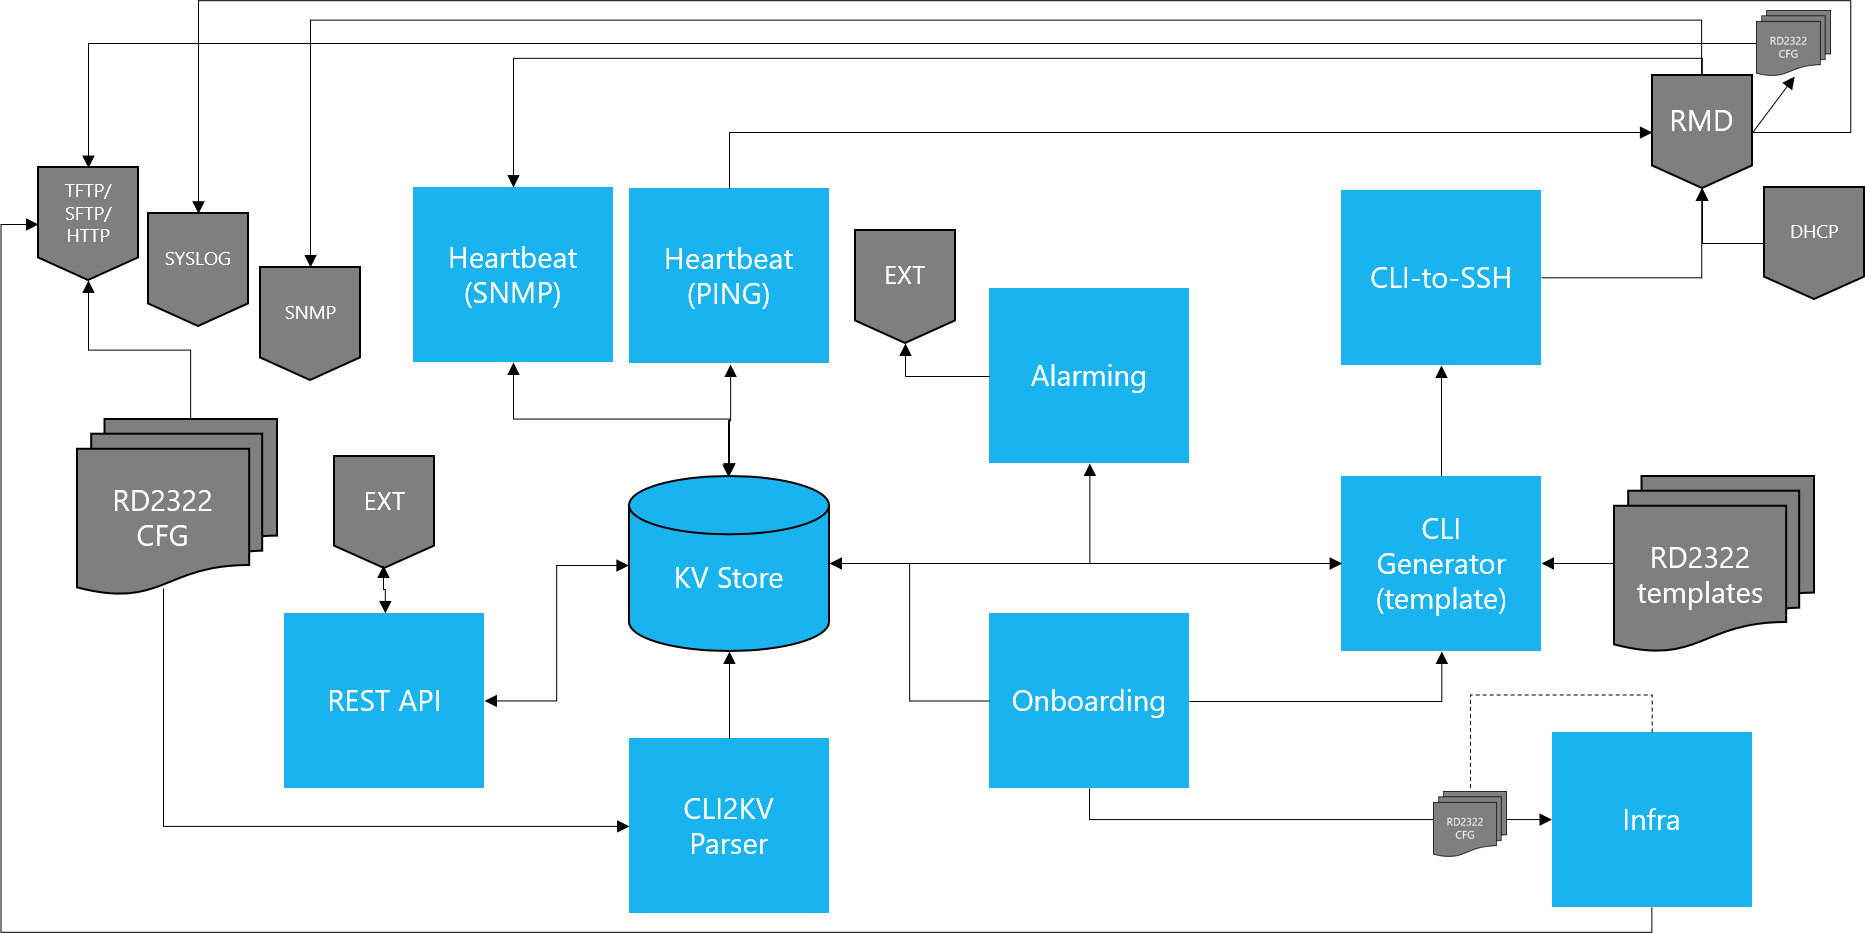 RD2322
CFG
RMD
TFTP/
SFTP/
HTTP
SYSLOG
SNMP
Heartbeat
(SNMP)
Heartbeat
(PING)
EXT
Alarming
CLI-to-SSH
DHCP
RD2322
CFG
EXT
KV Store
CLI
Generator
(template)
RD2322
templates
REST API
CLI2KV
Parser
Onboarding
RD2322
CFG
Infra